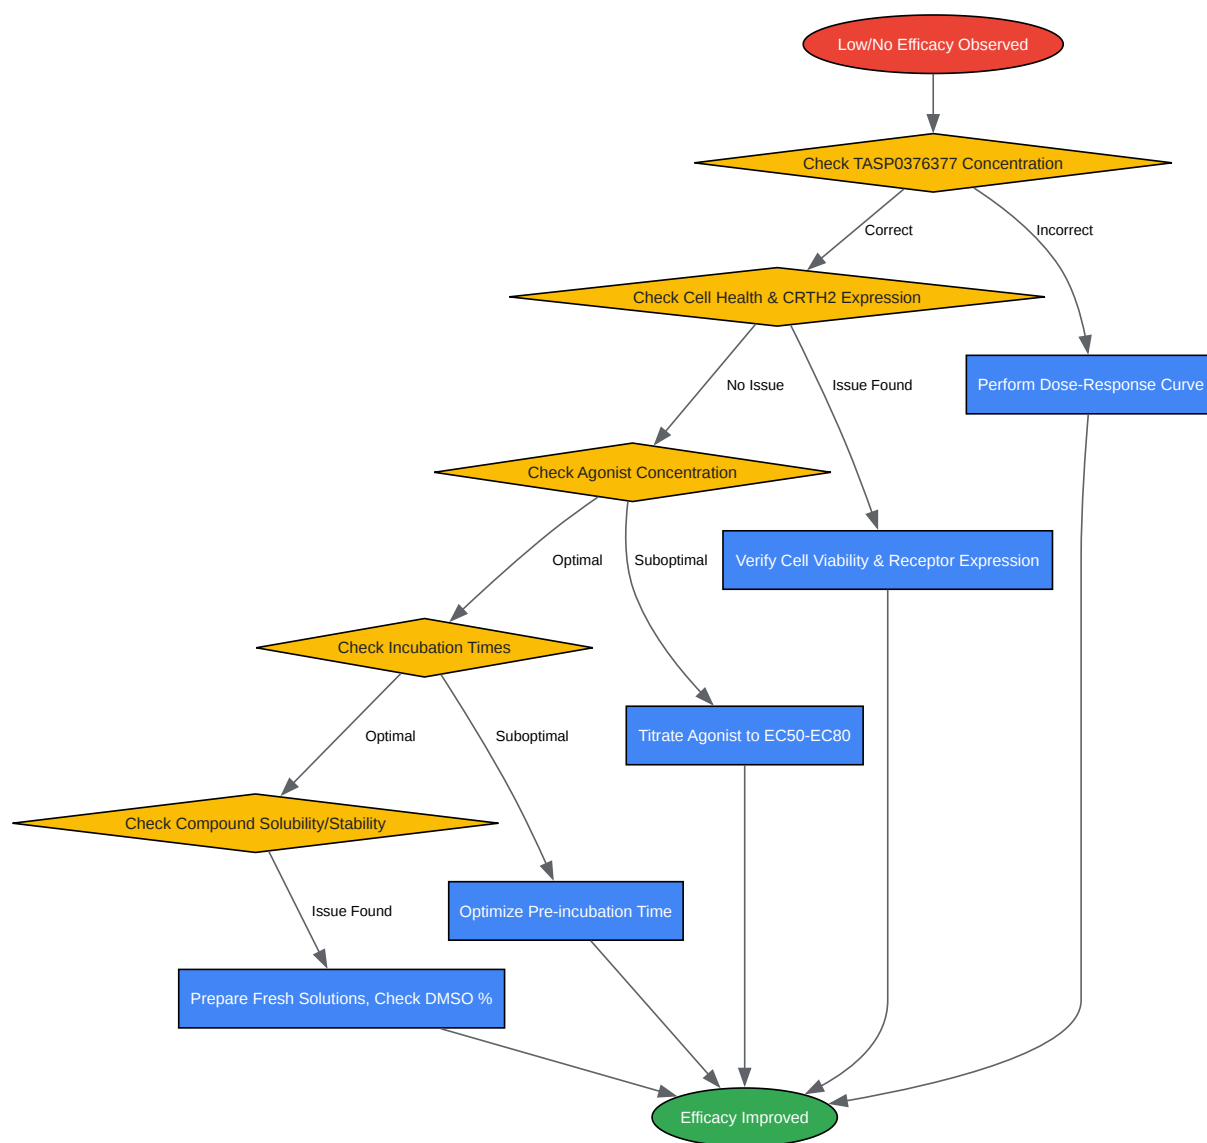 Low/No Efficacy Observed
Check TASP0376377 Concentration
Correct
Incorrect
Check Cell Health & CRTH2 Expression
No Issue
Issue Found
Perform Dose-Response Curve
Check Agonist Concentration
Optimal
Suboptimal
Verify Cell Viability & Receptor Expression
Check Incubation Times
Optimal
Suboptimal
Titrate Agonist to EC50-EC80
Check Compound Solubility/Stability
Issue Found
Optimize Pre-incubation Time
Prepare Fresh Solutions, Check DMSO %
Efficacy Improved